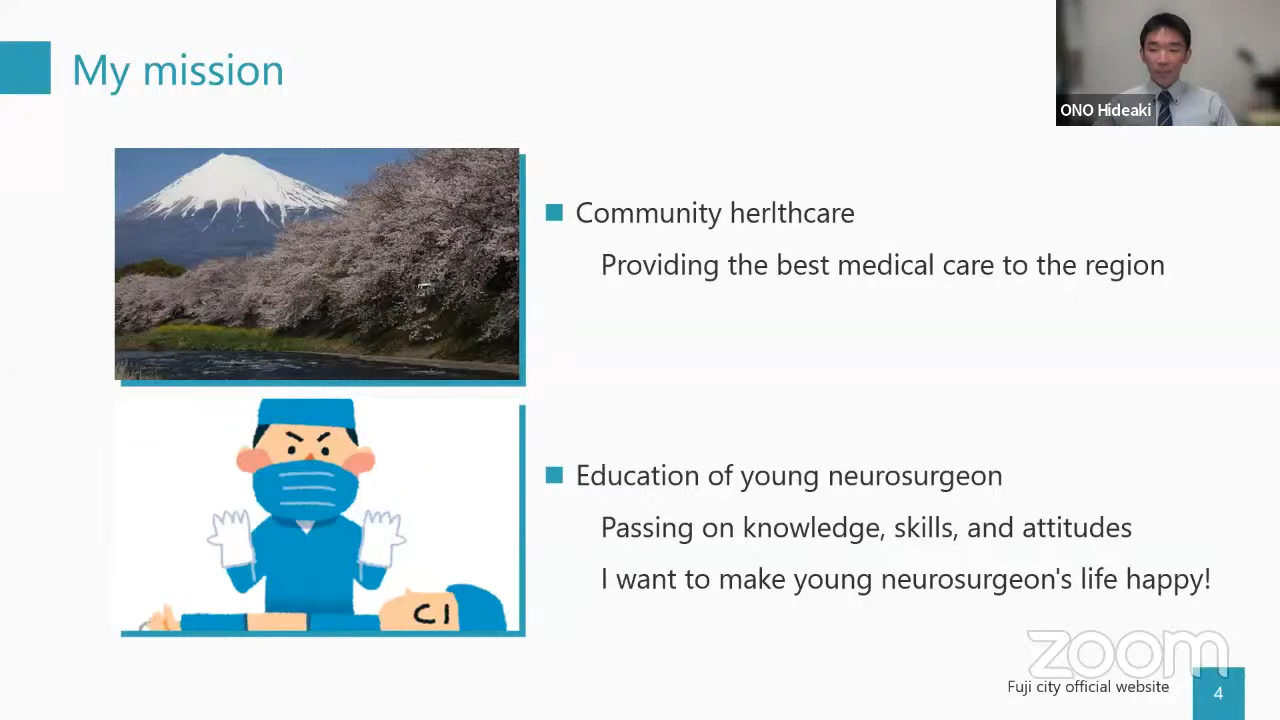 My mission
ONO Hideaki
Community herlthcare
Providing the best medical care to the region
Education of young neurosurgeon
Passing on knowledge, skills, and attitudes
I want to make young neurosurgeon's life happy!
zoom
Fuji city official website
4